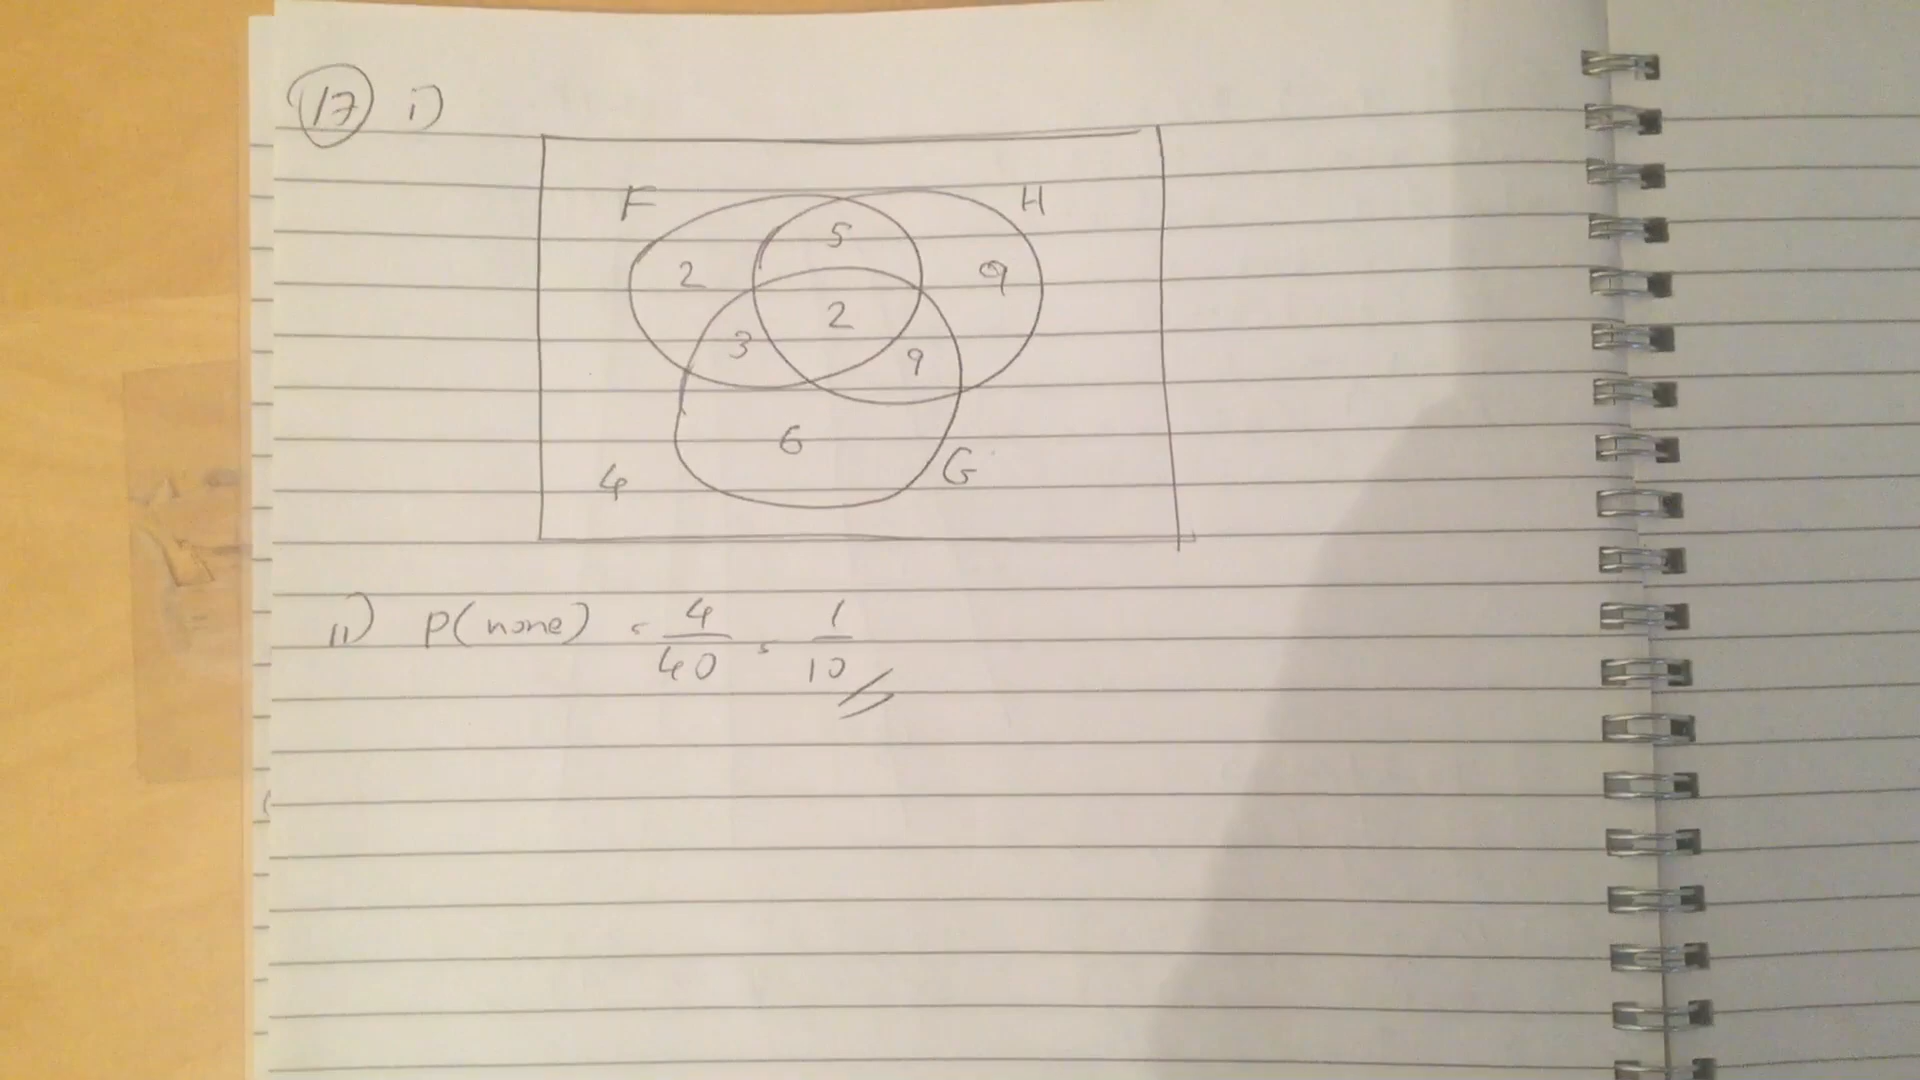 17 i)
F H
5
2 9
2
3 9
6
4 G
ii) P(none) = 4/40 = 1/10